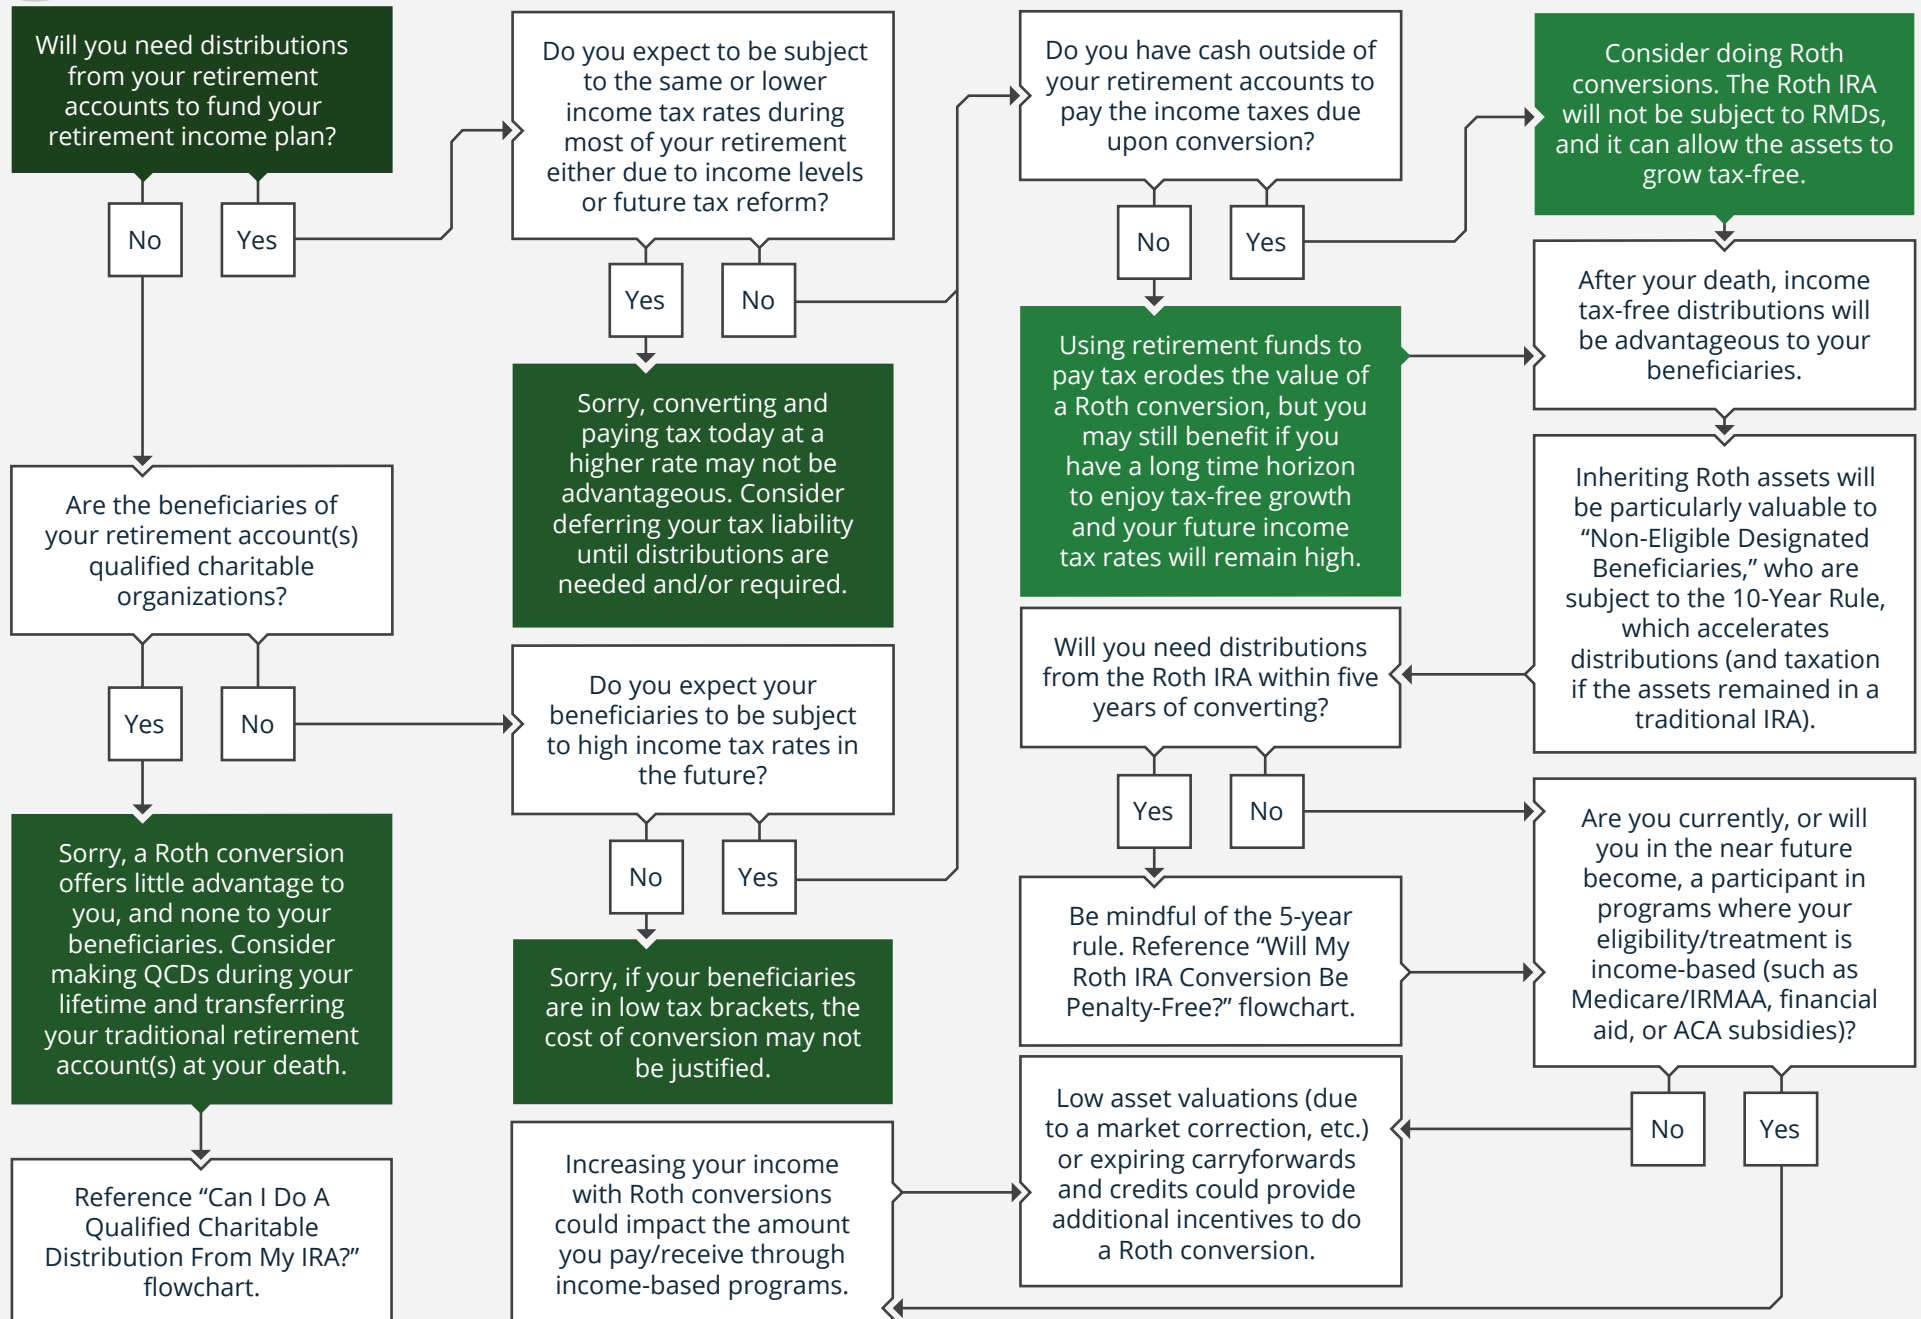 Will you need distributions
from your retirement
accounts to fund your
retirement income plan?
No
Yes
Are the beneficiaries of
your retirement account(s)
qualified charitable
organizations?
Yes
No
Sorry, a Roth conversion
offers little advantage to
you, and none to your
beneficiaries. Consider
making QCDs during your
lifetime and transferring
your traditional retirement
account(s) at your death.
Reference “Can I Do A
Qualified Charitable
Distribution From My IRA?”
flowchart.
Do you expect to be subject
to the same or lower
income tax rates during
most of your retirement
either due to income levels
or future tax reform?
Yes
No
Sorry, converting and
paying tax today at a
higher rate may not be
advantageous. Consider
deferring your tax liability
until distributions are
needed and/or required.
Do you expect your
beneficiaries to be subject
to high income tax rates in
the future?
No
Yes
Sorry, if your beneficiaries
are in low tax brackets, the
cost of conversion may not
be justified.
Increasing your income
with Roth conversions
could impact the amount
you pay/receive through
income-based programs.
Do you have cash outside of
your retirement accounts to
pay the income taxes due
upon conversion?
No
Yes
Using retirement funds to
pay tax erodes the value of
a Roth conversion, but you
may still benefit if you
have a long time horizon
to enjoy tax-free growth
and your future income
tax rates will remain high.
Will you need distributions
from the Roth IRA within five
years of converting?
Yes
No
Be mindful of the 5-year
rule. Reference “Will My
Roth IRA Conversion Be
Penalty-Free?” flowchart.
Low asset valuations (due
to a market correction, etc.)
or expiring carryforwards
and credits could provide
additional incentives to do
a Roth conversion.
Consider doing Roth
conversions. The Roth IRA
will not be subject to RMDs,
and it can allow the assets to
grow tax-free.
After your death, income
tax-free distributions will
be advantageous to your
beneficiaries.
Inheriting Roth assets will
be particularly valuable to
“Non-Eligible Designated
Beneficiaries,” who are
subject to the 10-Year Rule,
which accelerates
distributions (and taxation
if the assets remained in a
traditional IRA).
Are you currently, or will
you in the near future
become, a participant in
programs where your
eligibility/treatment is
income-based (such as
Medicare/IRMAA, financial
aid, or ACA subsidies)?
No
Yes